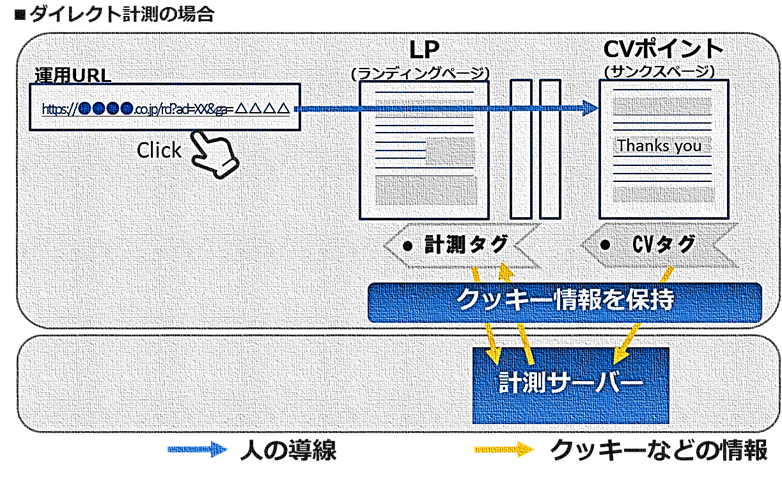 ■ダイレクト計測の場合
LP
(ランディングページ)
CVポイント
(サンクスページ)
運用URL
https://●●●●.co.jp/rd?ad=XX&ga=△△△△
Click
Thanks you
計測タグ
CVタグ
クッキー情報を保持
計測サーバー
人の導線
クッキーなどの情報